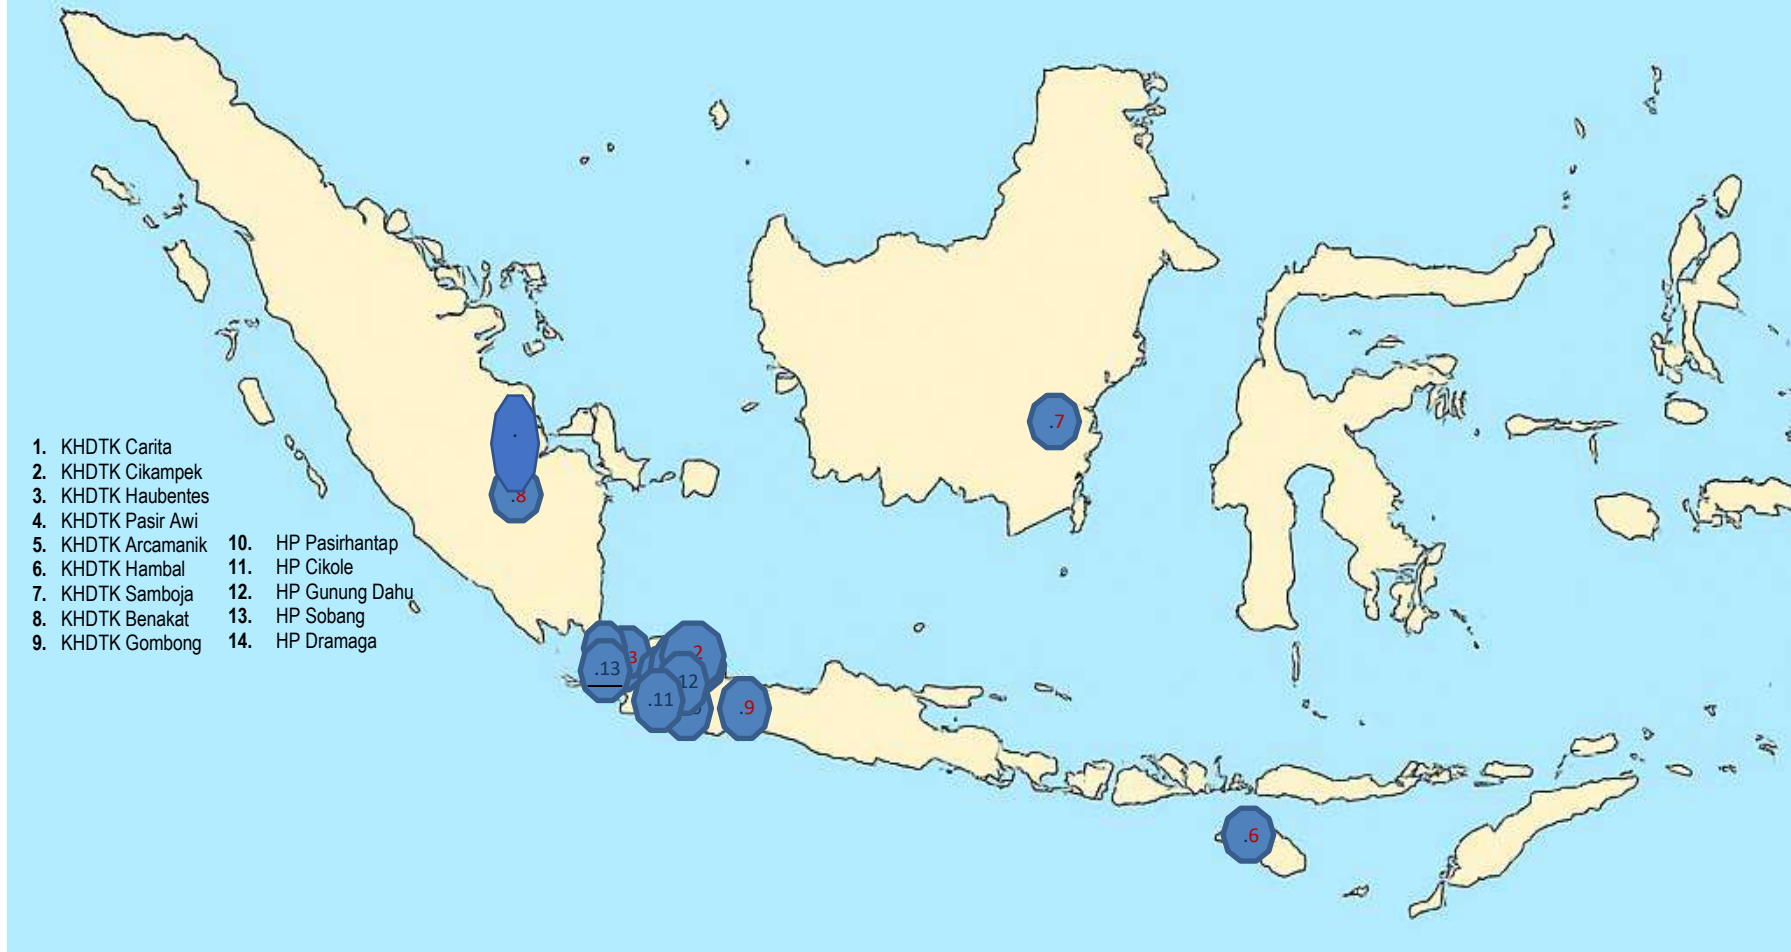 1. KHDTK Carita
2. KHDTK Cikampek
3. KHDTK Haubentes
4. KHDTK Pasir Awi
5. KHDTK Arcamanik
6. KHDTK Hambal
7. KHDTK Samboja
8. KHDTK Benakat
9. KHDTK Gombong
10. HP Pasirhantap
11. HP Cikole
12. HP Gunung Dahu
13. HP Sobang
14. HP Dramaga
.7
.
.8
3
2
.13
12
.11
.9
.6